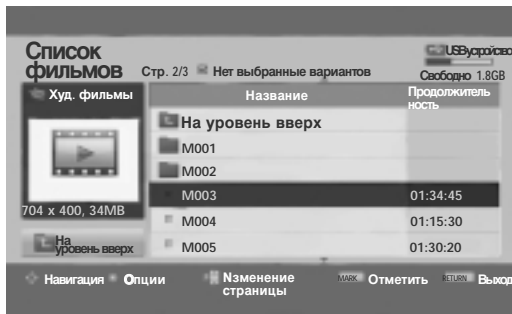 Список фильмов
Стр. 2/3 Нет выбранные вариантов
USBустройство
Свободно 1.8GB
Худ. фильмы
Название
Продолжительность
На уровень вверх
M001
M002
M003 01:34:45
704 x 400, 34MB
M004 01:15:30
M005 01:30:20
На уровень вверх
Навигация Опции Nзменение страницы MARK Отметить RETURN Выход